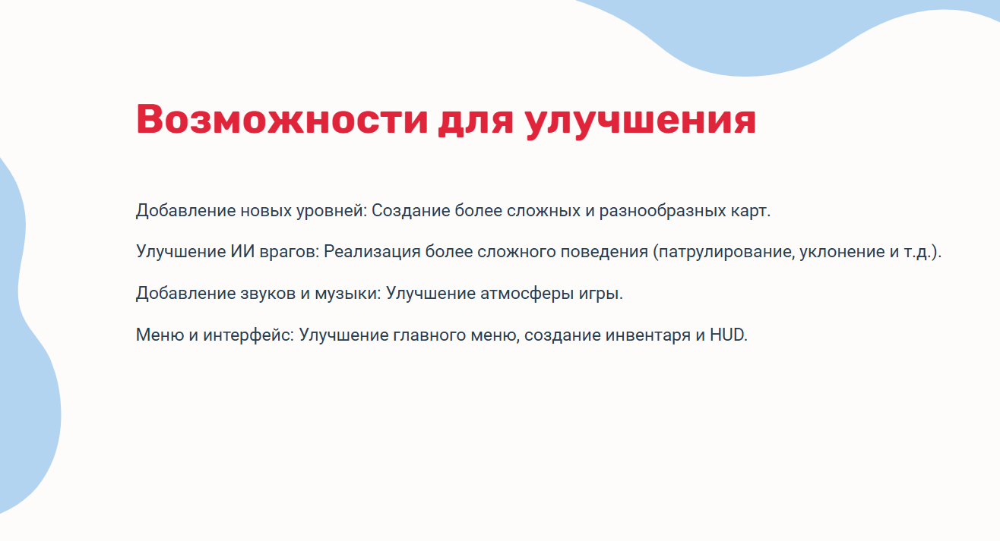 Возможности для улучшения
Добавление новых уровней: Создание более сложных и разнообразных карт.
Улучшение ИИ врагов: Реализация более сложного поведения (патрулирование, уклонение и т.д.).
Добавление звуков и музыки: Улучшение атмосферы игры.
Меню и интерфейс: Улучшение главного меню, создание инвентаря и HUD.